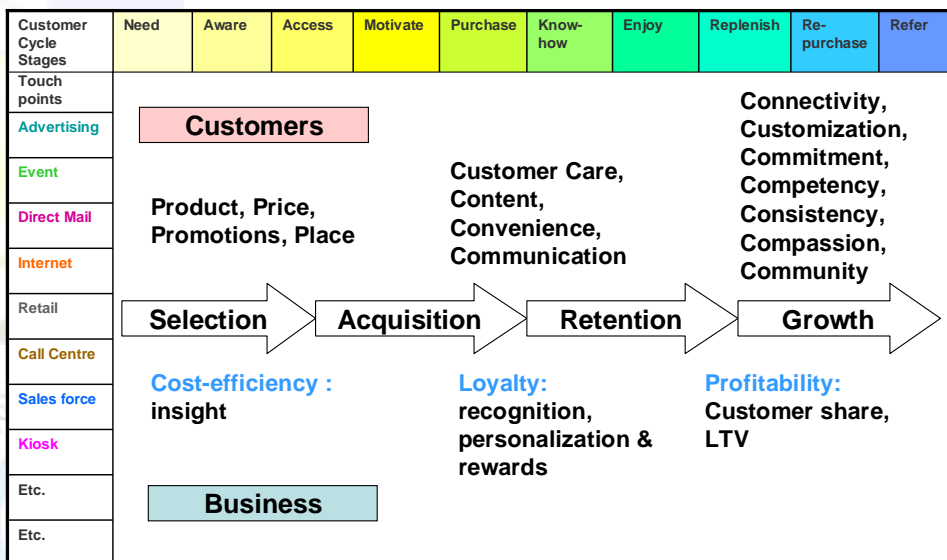 Customer
Cycle
Stages
Need
Aware
Access
Motivate
Purchase
Know-
how
Enjoy
Replenish
Re-
purchase
Refer
Touch
points
Advertising
Event
Direct Mail
Internet
Retail
Call Centre
Sales force
Kiosk
Etc.
Etc.
Customers
Product, Price,
Promotions, Place
Customer Care,
Content,
Convenience,
Communication
Connectivity,
Customization,
Commitment,
Competency,
Consistency,
Compassion,
Community
Selection
Acquisition
Retention
Growth
Cost-efficiency :
insight
Loyalty:
recognition,
personalization &
rewards
Profitability:
Customer share,
LTV
Business